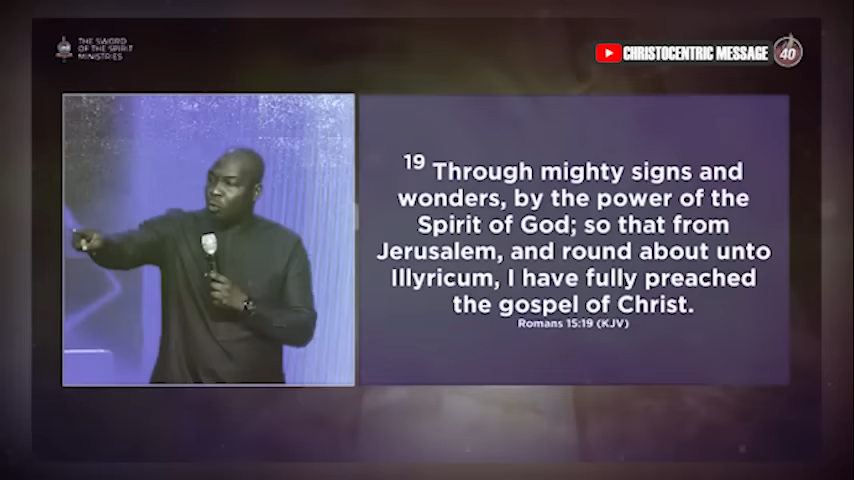 THE SWORD
OF THE SPIRIT
MINISTRIES
CHRISTOCENTRIC MESSAGE
40
19 Through mighty signs and
wonders, by the power of the
Spirit of God; so that from
Jerusalem, and round about unto
Illyricum, I have fully preached
the gospel of Christ.
Romans 15:19 (KJV)